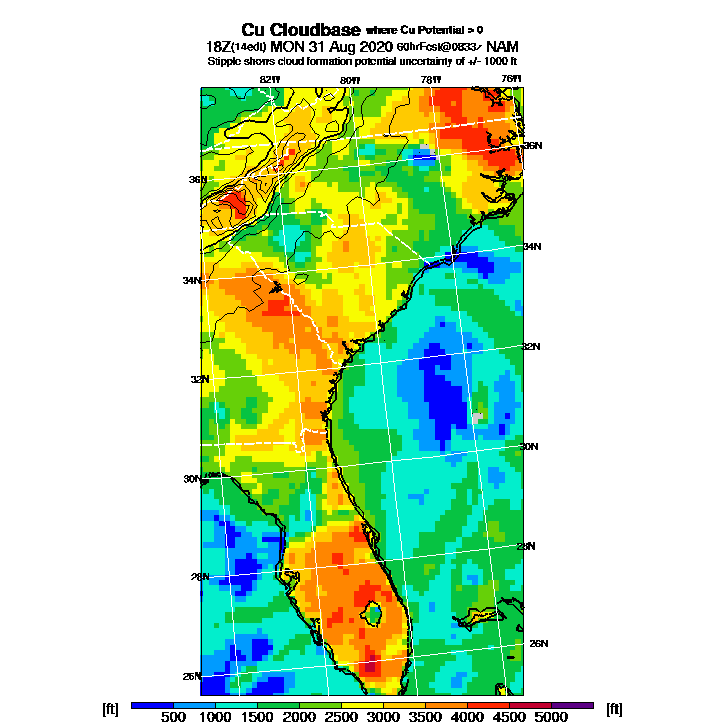 Cu Cloudbase where Cu Potential > 0
18Z(14edt) MON 31 Aug 2020 60hrFcst@0833z NAM
Stipple shows cloud formation potential uncertainty of +/- 1000 ft
82W 80W 78W 76W
36N
36N
34N
34N
32N
32N
30N
30N
28N
28N
26N
26N
[ft] [ft]
500 1000 1500 2000 2500 3000 3500 4000 4500 5000